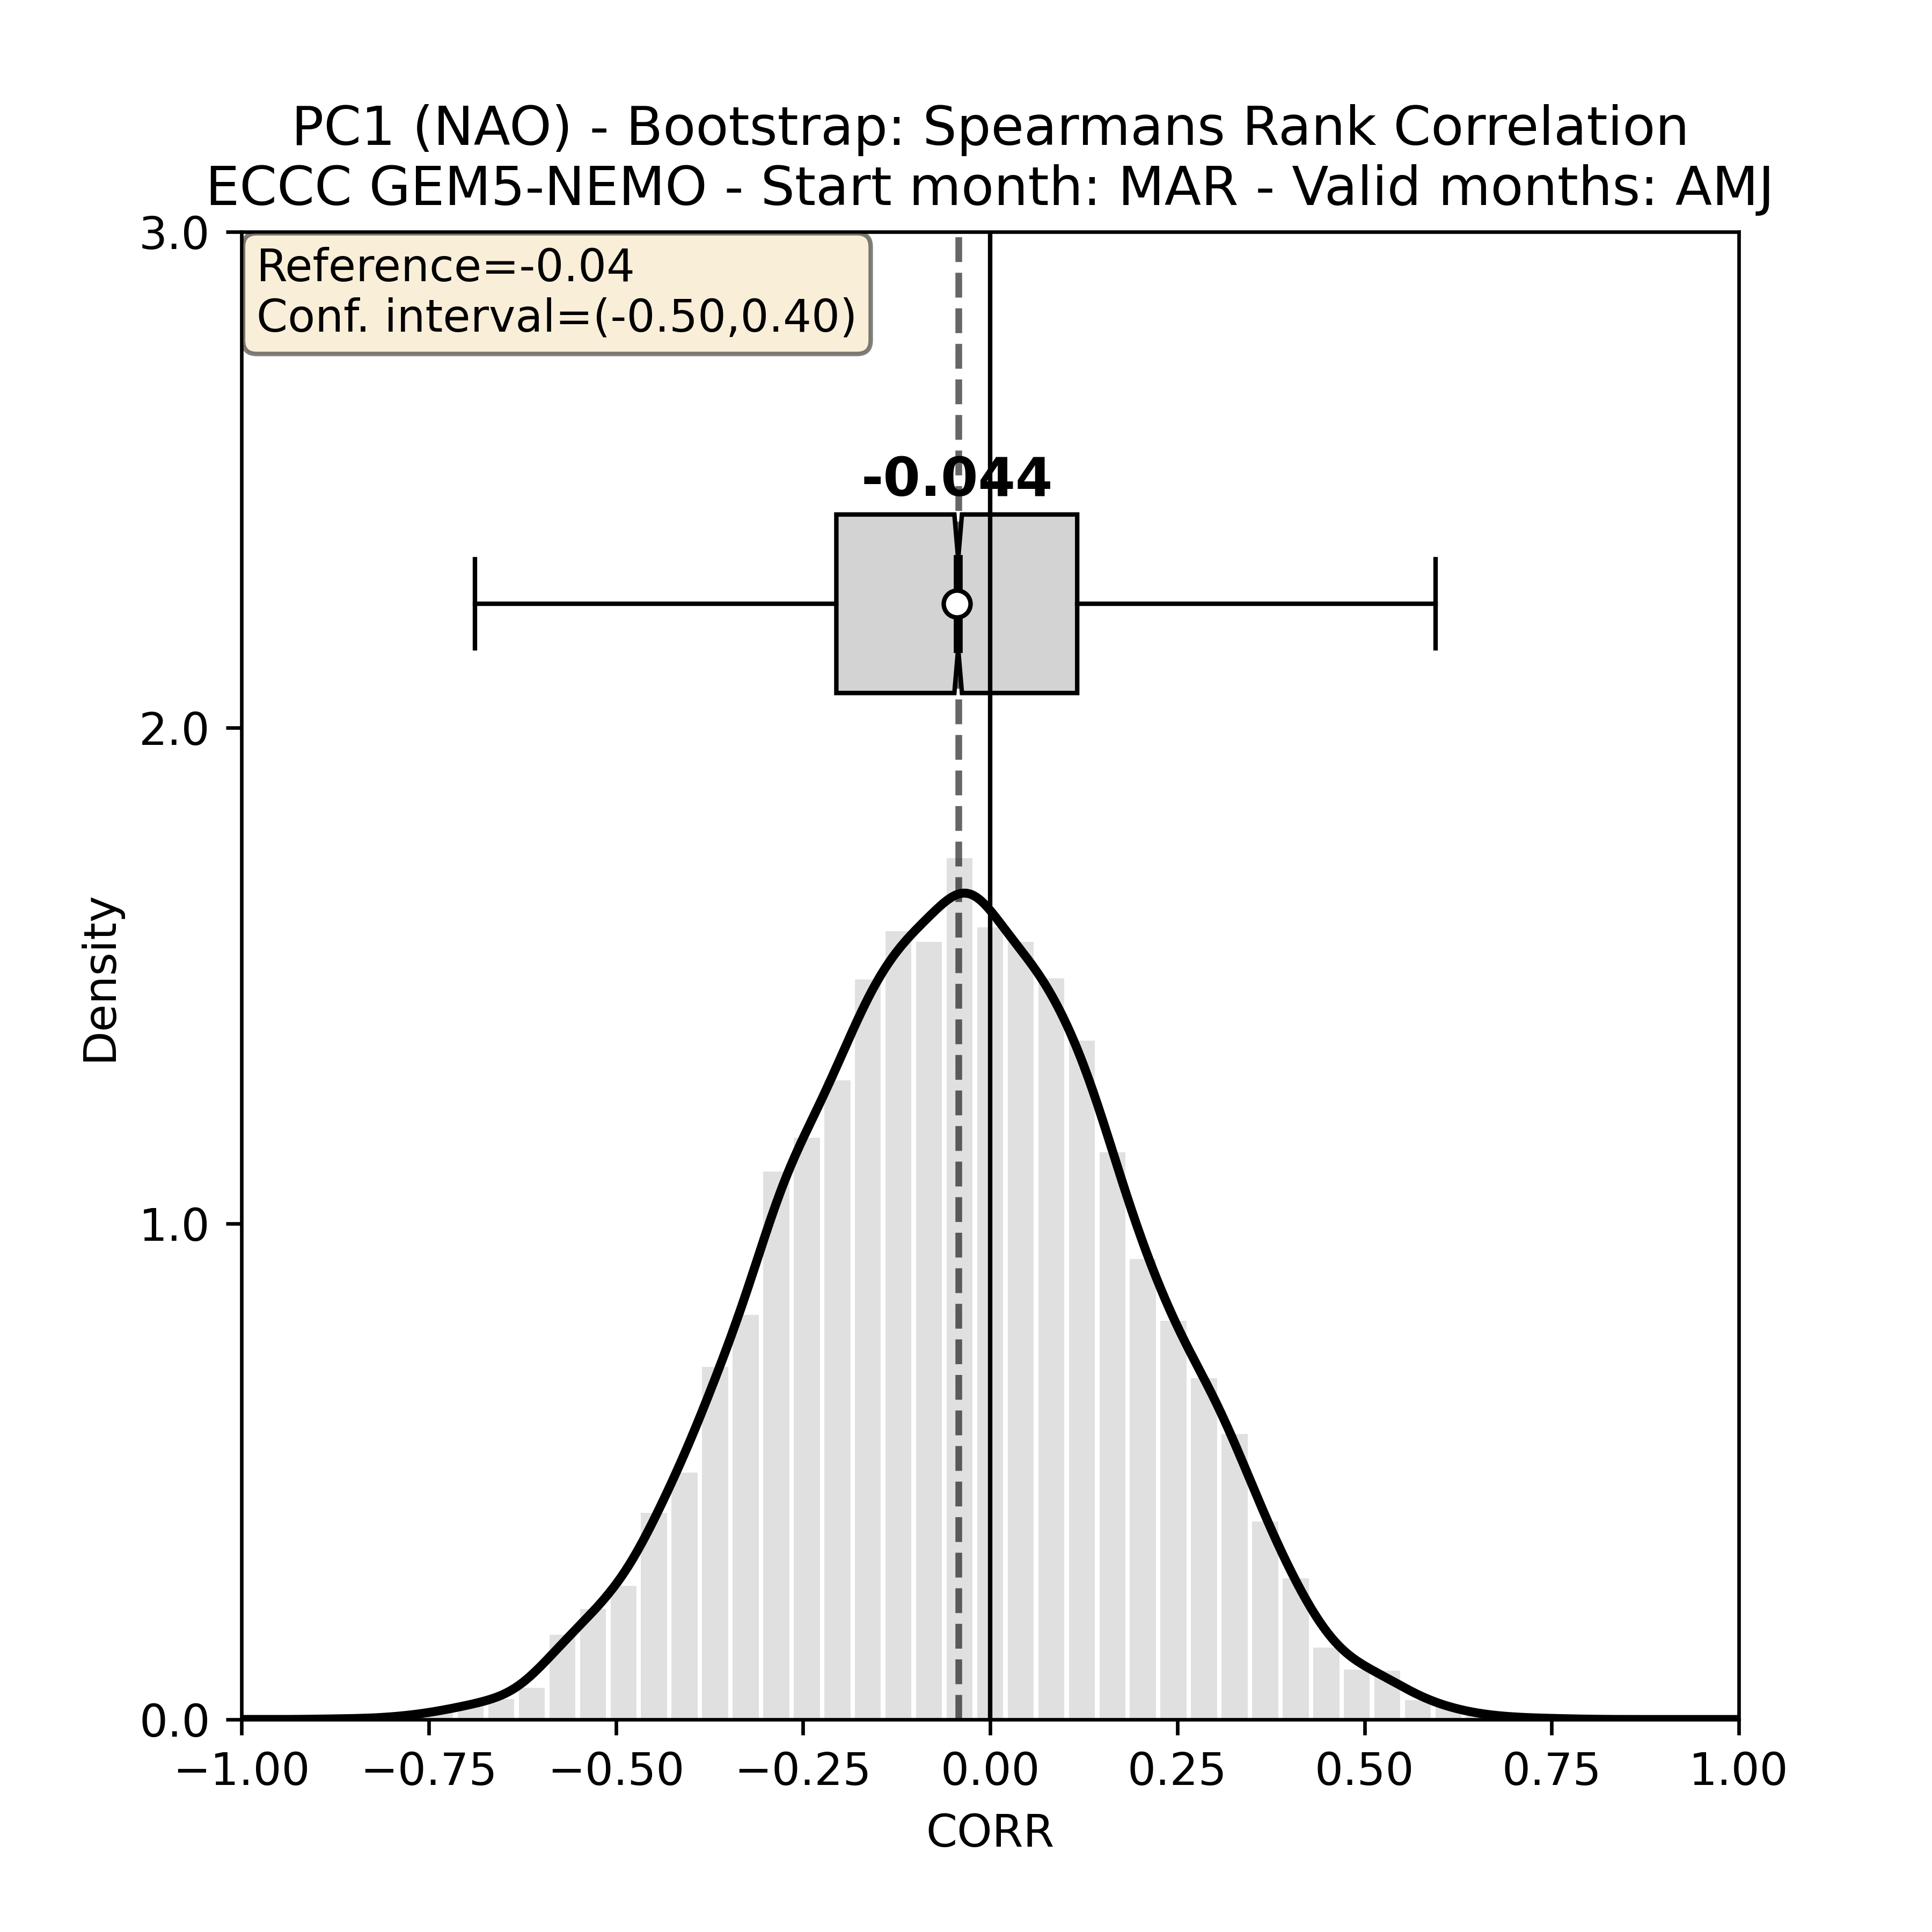 PC1 (NAO) - Bootstrap: Spearmans Rank Correlation
ECCC GEM5-NEMO - Start month: MAR - Valid months: AMJ
3.0
Reference=-0.04
Conf. interval=(-0.50,0.40)
-0.044
2.0
Density
1.0
0.0
−1.00 −0.75 −0.50 −0.25 0.00 0.25 0.50 0.75 1.00
CORR